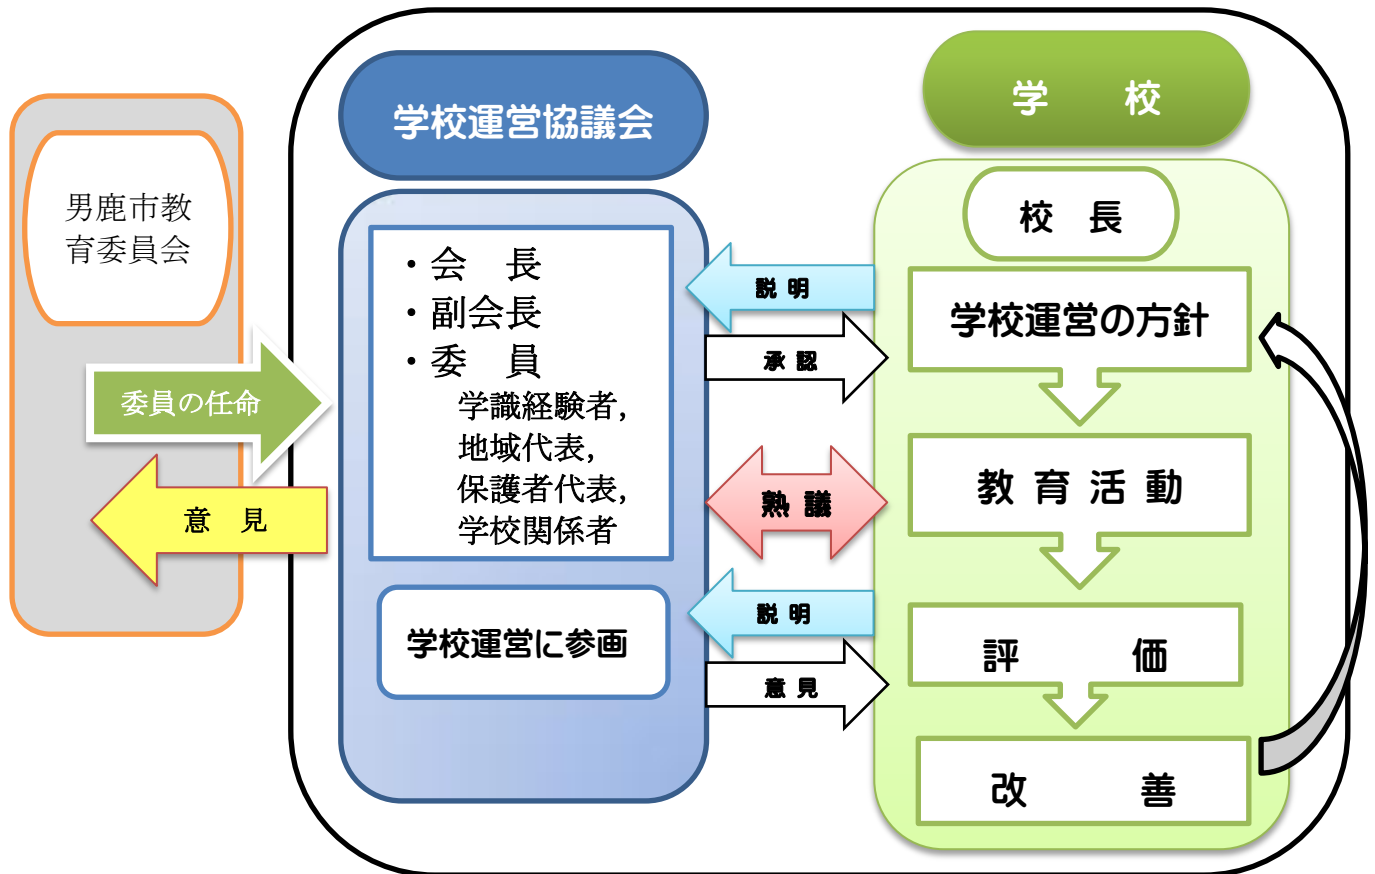 男鹿市教
育委員会
委員の任命
意　見
学校運営協議会
・会　長
・副会長
・委　員
学識経験者,
地域代表,
保護者代表,
学校関係者
学校運営に参画
説 明
承 認
熟 議
説 明
意 見
学　　校
校　長
学校運営の方針
教 育 活 動
評　　　価
改　　　善